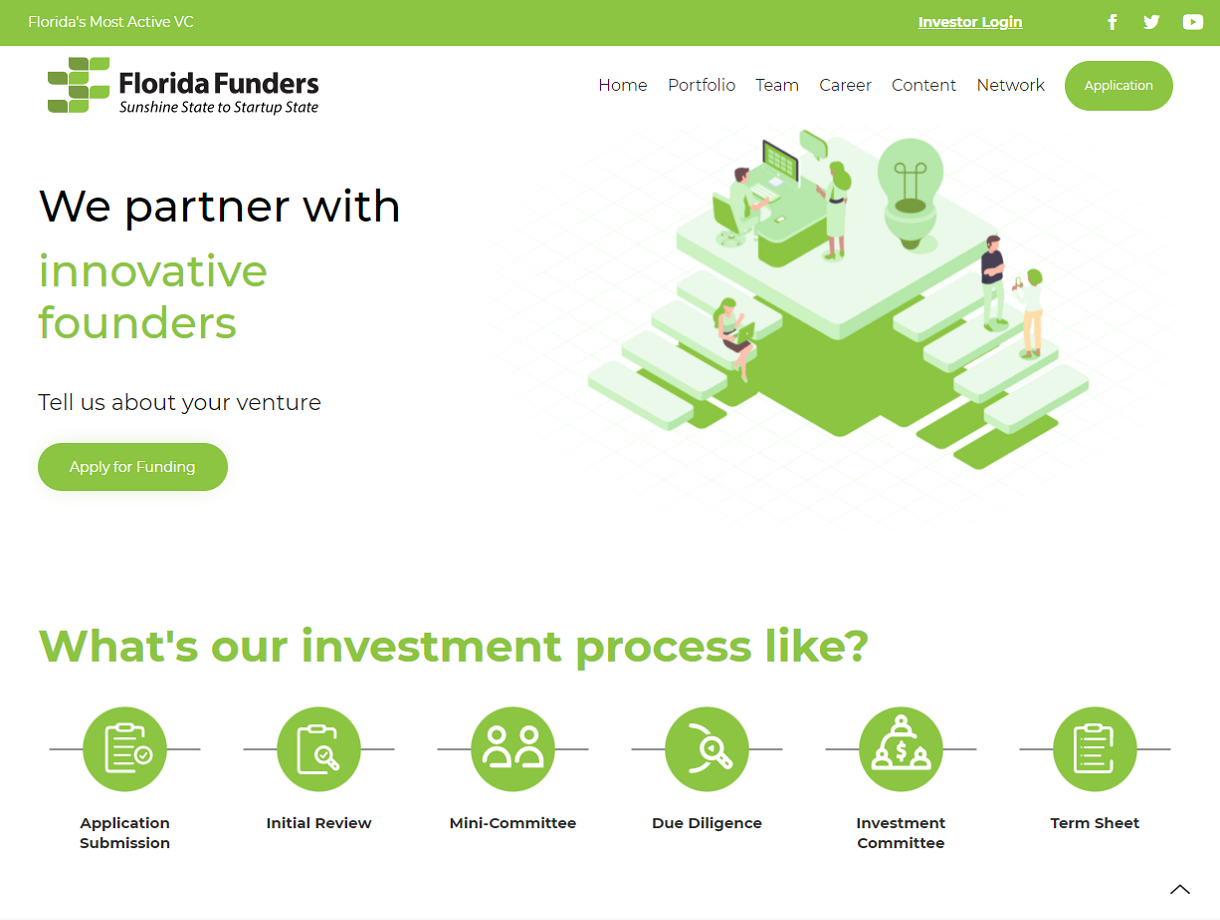 Florida's Most Active VC
Investor Login
Florida Funders
Sunshine State to Startup State
Home
Portfolio
Team
Career
Content
Network
Application
We partner with
innovative
founders
Tell us about your venture
Apply for Funding
What's our investment process like?
Application
Submission
Initial Review
Mini-Committee
Due Diligence
Investment
Committee
Term Sheet